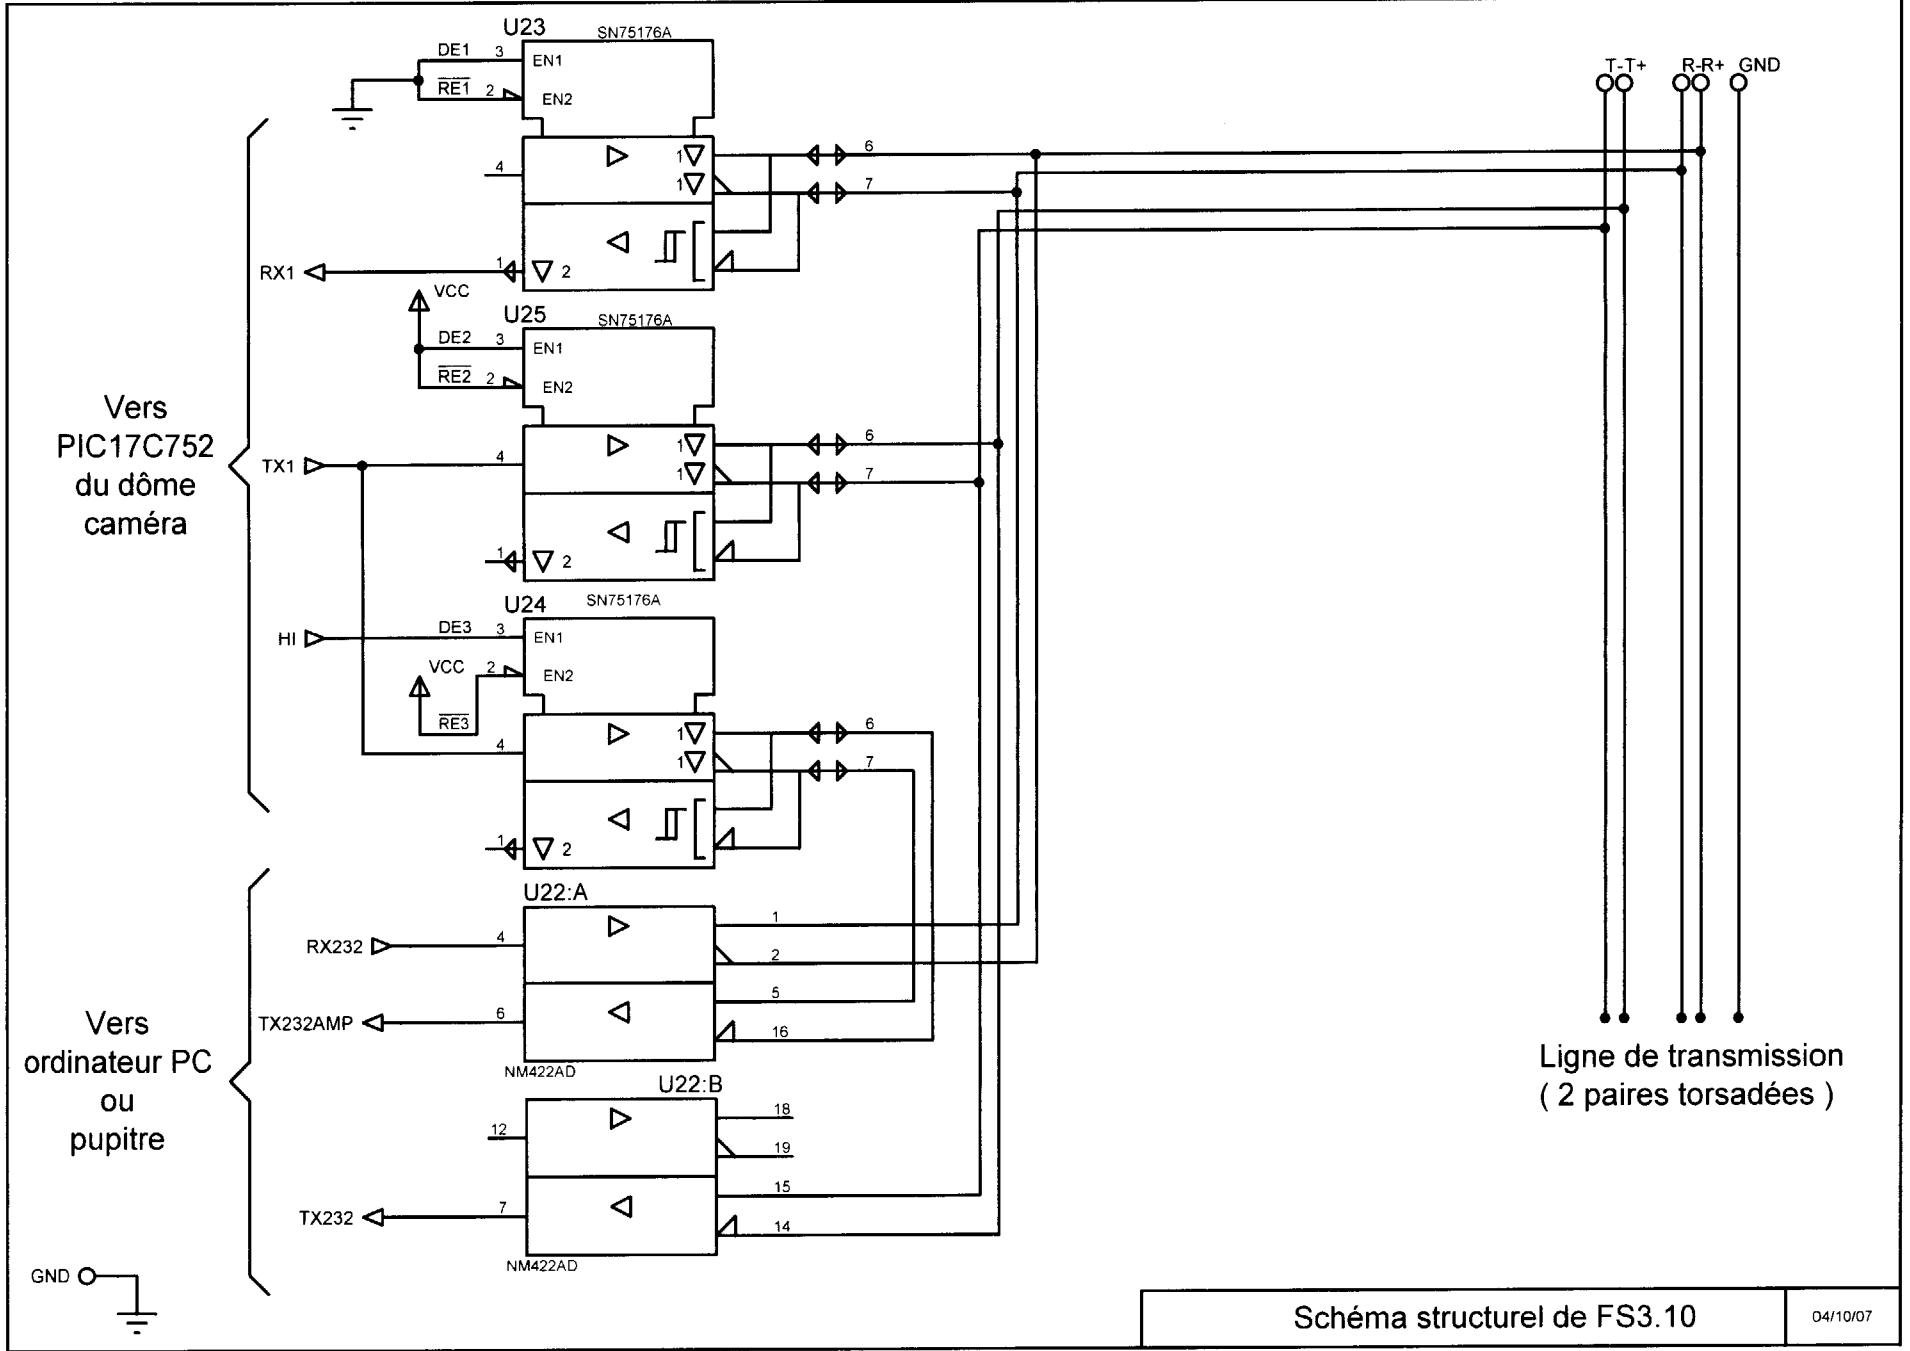 U23
SN75176A
DE1
3
EN1
RE1
2
EN2
4
1
1
6
7
RX1
1
2
VCC
U25
SN75176A
DE2
3
EN1
RE2
2
EN2
TX1
4
1
1
6
7
1
2
U24
SN75176A
HI
DE3
3
EN1
VCC
2
EN2
RE3
4
1
1
6
7
1
2
U22:A
RX232
4
1
2
TX232AMP
6
5
16
NM422AD
U22:B
12
18
19
TX232
7
15
14
NM422AD
Vers
PIC17C752
du dôme
caméra
Vers
ordinateur PC
ou
pupitre
GND
T-T+ R-R+ GND
Ligne de transmission
( 2 paires torsadées )
Schéma structurel de FS3.10
04/10/07